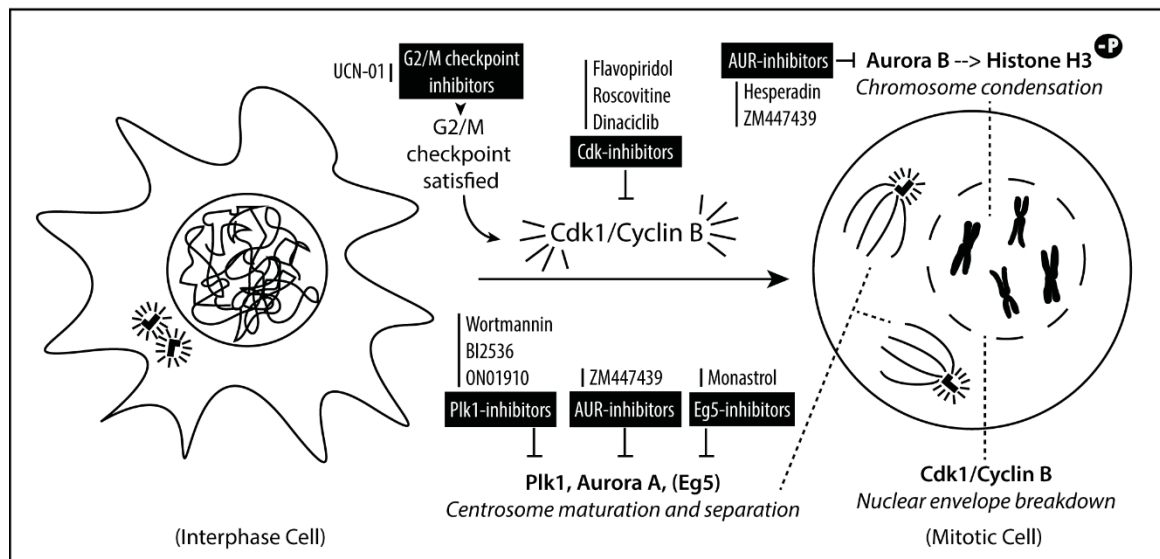 UCN-01
G2/M checkpoint
inhibitors
G2/M
checkpoint
satisfied
Flavopiridol
Roscovitine
Dinaciclib
Cdk-inhibitors
Cdk1/Cyclin B
AUR-inhibitors
Hesperadin
ZM447439
Aurora B --> Histone H3 -P
Chromosome condensation
Wortmannin
BI2536
ON01910
Plk1-inhibitors
ZM447439
AUR-inhibitors
Monastrol
Eg5-inhibitors
Plk1, Aurora A, (Eg5)
Centrosome maturation and separation
Cdk1/Cyclin B
Nuclear envelope breakdown
(Interphase Cell)
(Mitotic Cell)